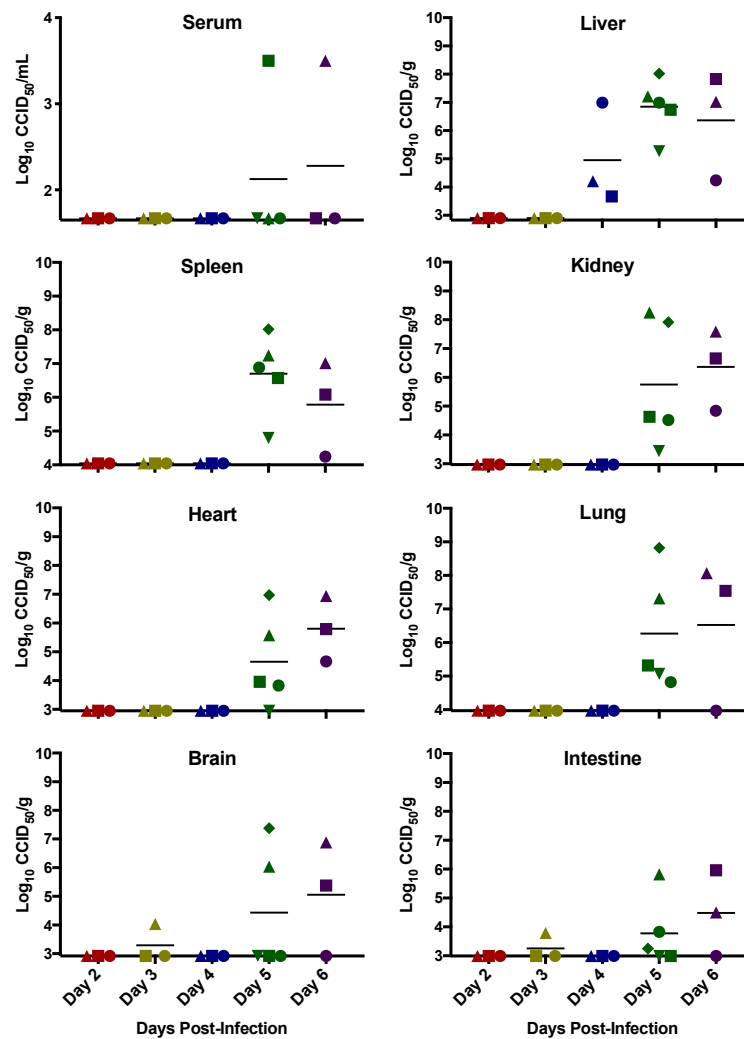 Serum
Log10 CCID50/mL
4
3
2
Liver
Log10 CCID50/g
10
9
8
7
6
5
4
3
Spleen
Log10 CCID50/g
10
9
8
7
6
5
4
Kidney
Log10 CCID50/g
10
9
8
7
6
5
4
3
Heart
Log10 CCID50/g
10
9
8
7
6
5
4
3
Lung
Log10 CCID50/g
10
9
8
7
6
5
4
Brain
Log10 CCID50/g
10
9
8
7
6
5
4
3
Day 2
Day 3
Day 4
Day 5
Day 6
Days Post-Infection
Intestine
Log10 CCID50/g
10
9
8
7
6
5
4
3
Day 2
Day 3
Day 4
Day 5
Day 6
Days Post-Infection